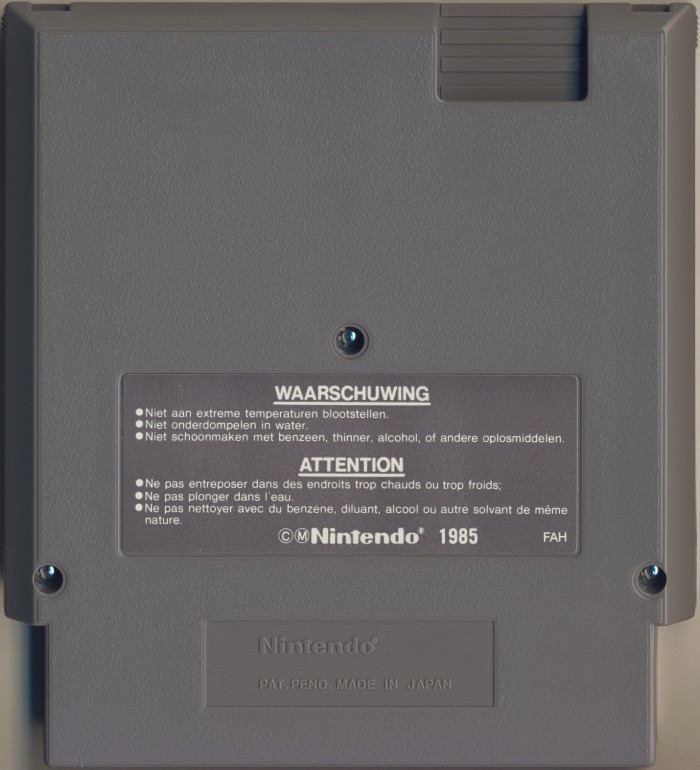 WAARSCHUWING
●Niet aan extreme temperaturen blootstellen.
●Niet onderdompelen in water.
●Niet schoonmaken met benzeen, thinner, alcohol, of andere oplosmiddelen.
ATTENTION
●Ne pas entreposer dans des endroits trop chauds ou trop froids;
●Ne pas plonger dans l'eau.
●Ne pas nettoyer avec du benzène, diluant, alcool ou autre solvant de même
nature.
©ⓂNintendo® 1985 FAH
Nintendo®
PAT. PEND. MADE IN JAPAN